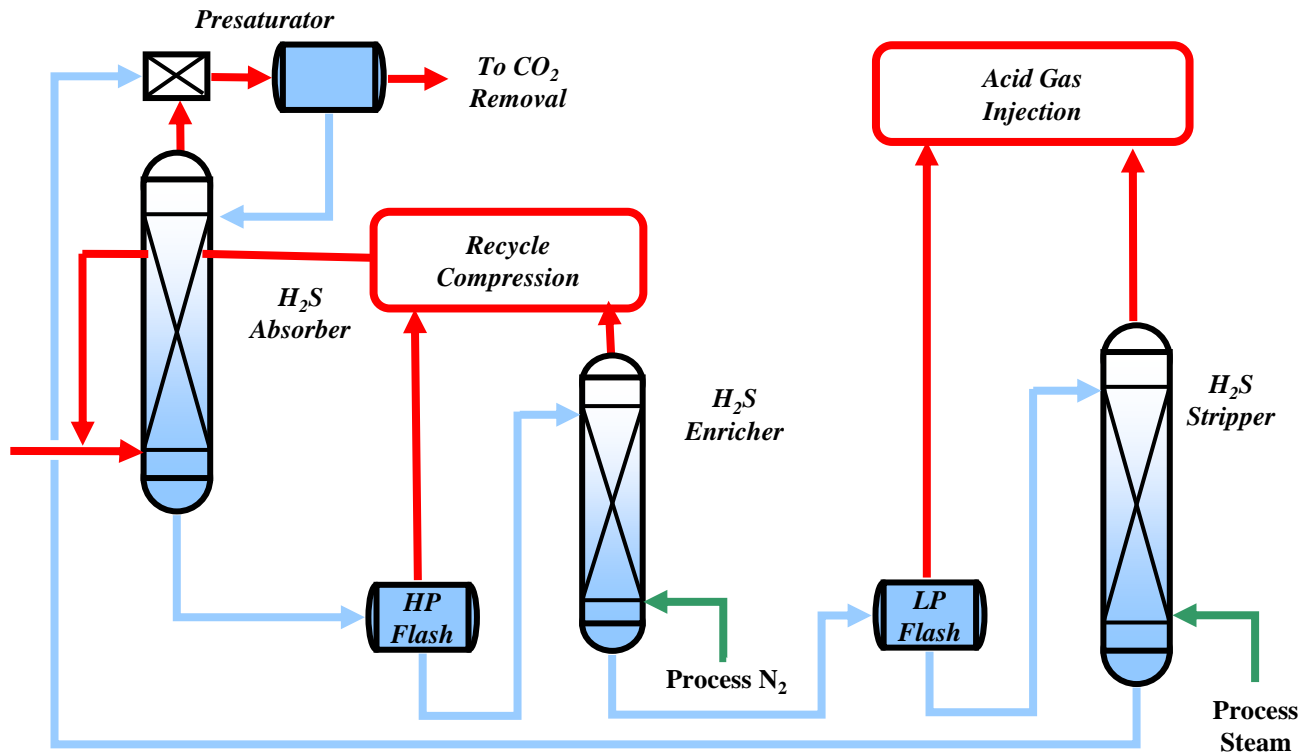 Presaturator
To CO₂
Removal
Acid Gas
Injection
Recycle
Compression
H₂S
Absorber
H₂S
Enricher
H₂S
Stripper
HP
Flash
LP
Flash
Process N₂
Process
Steam